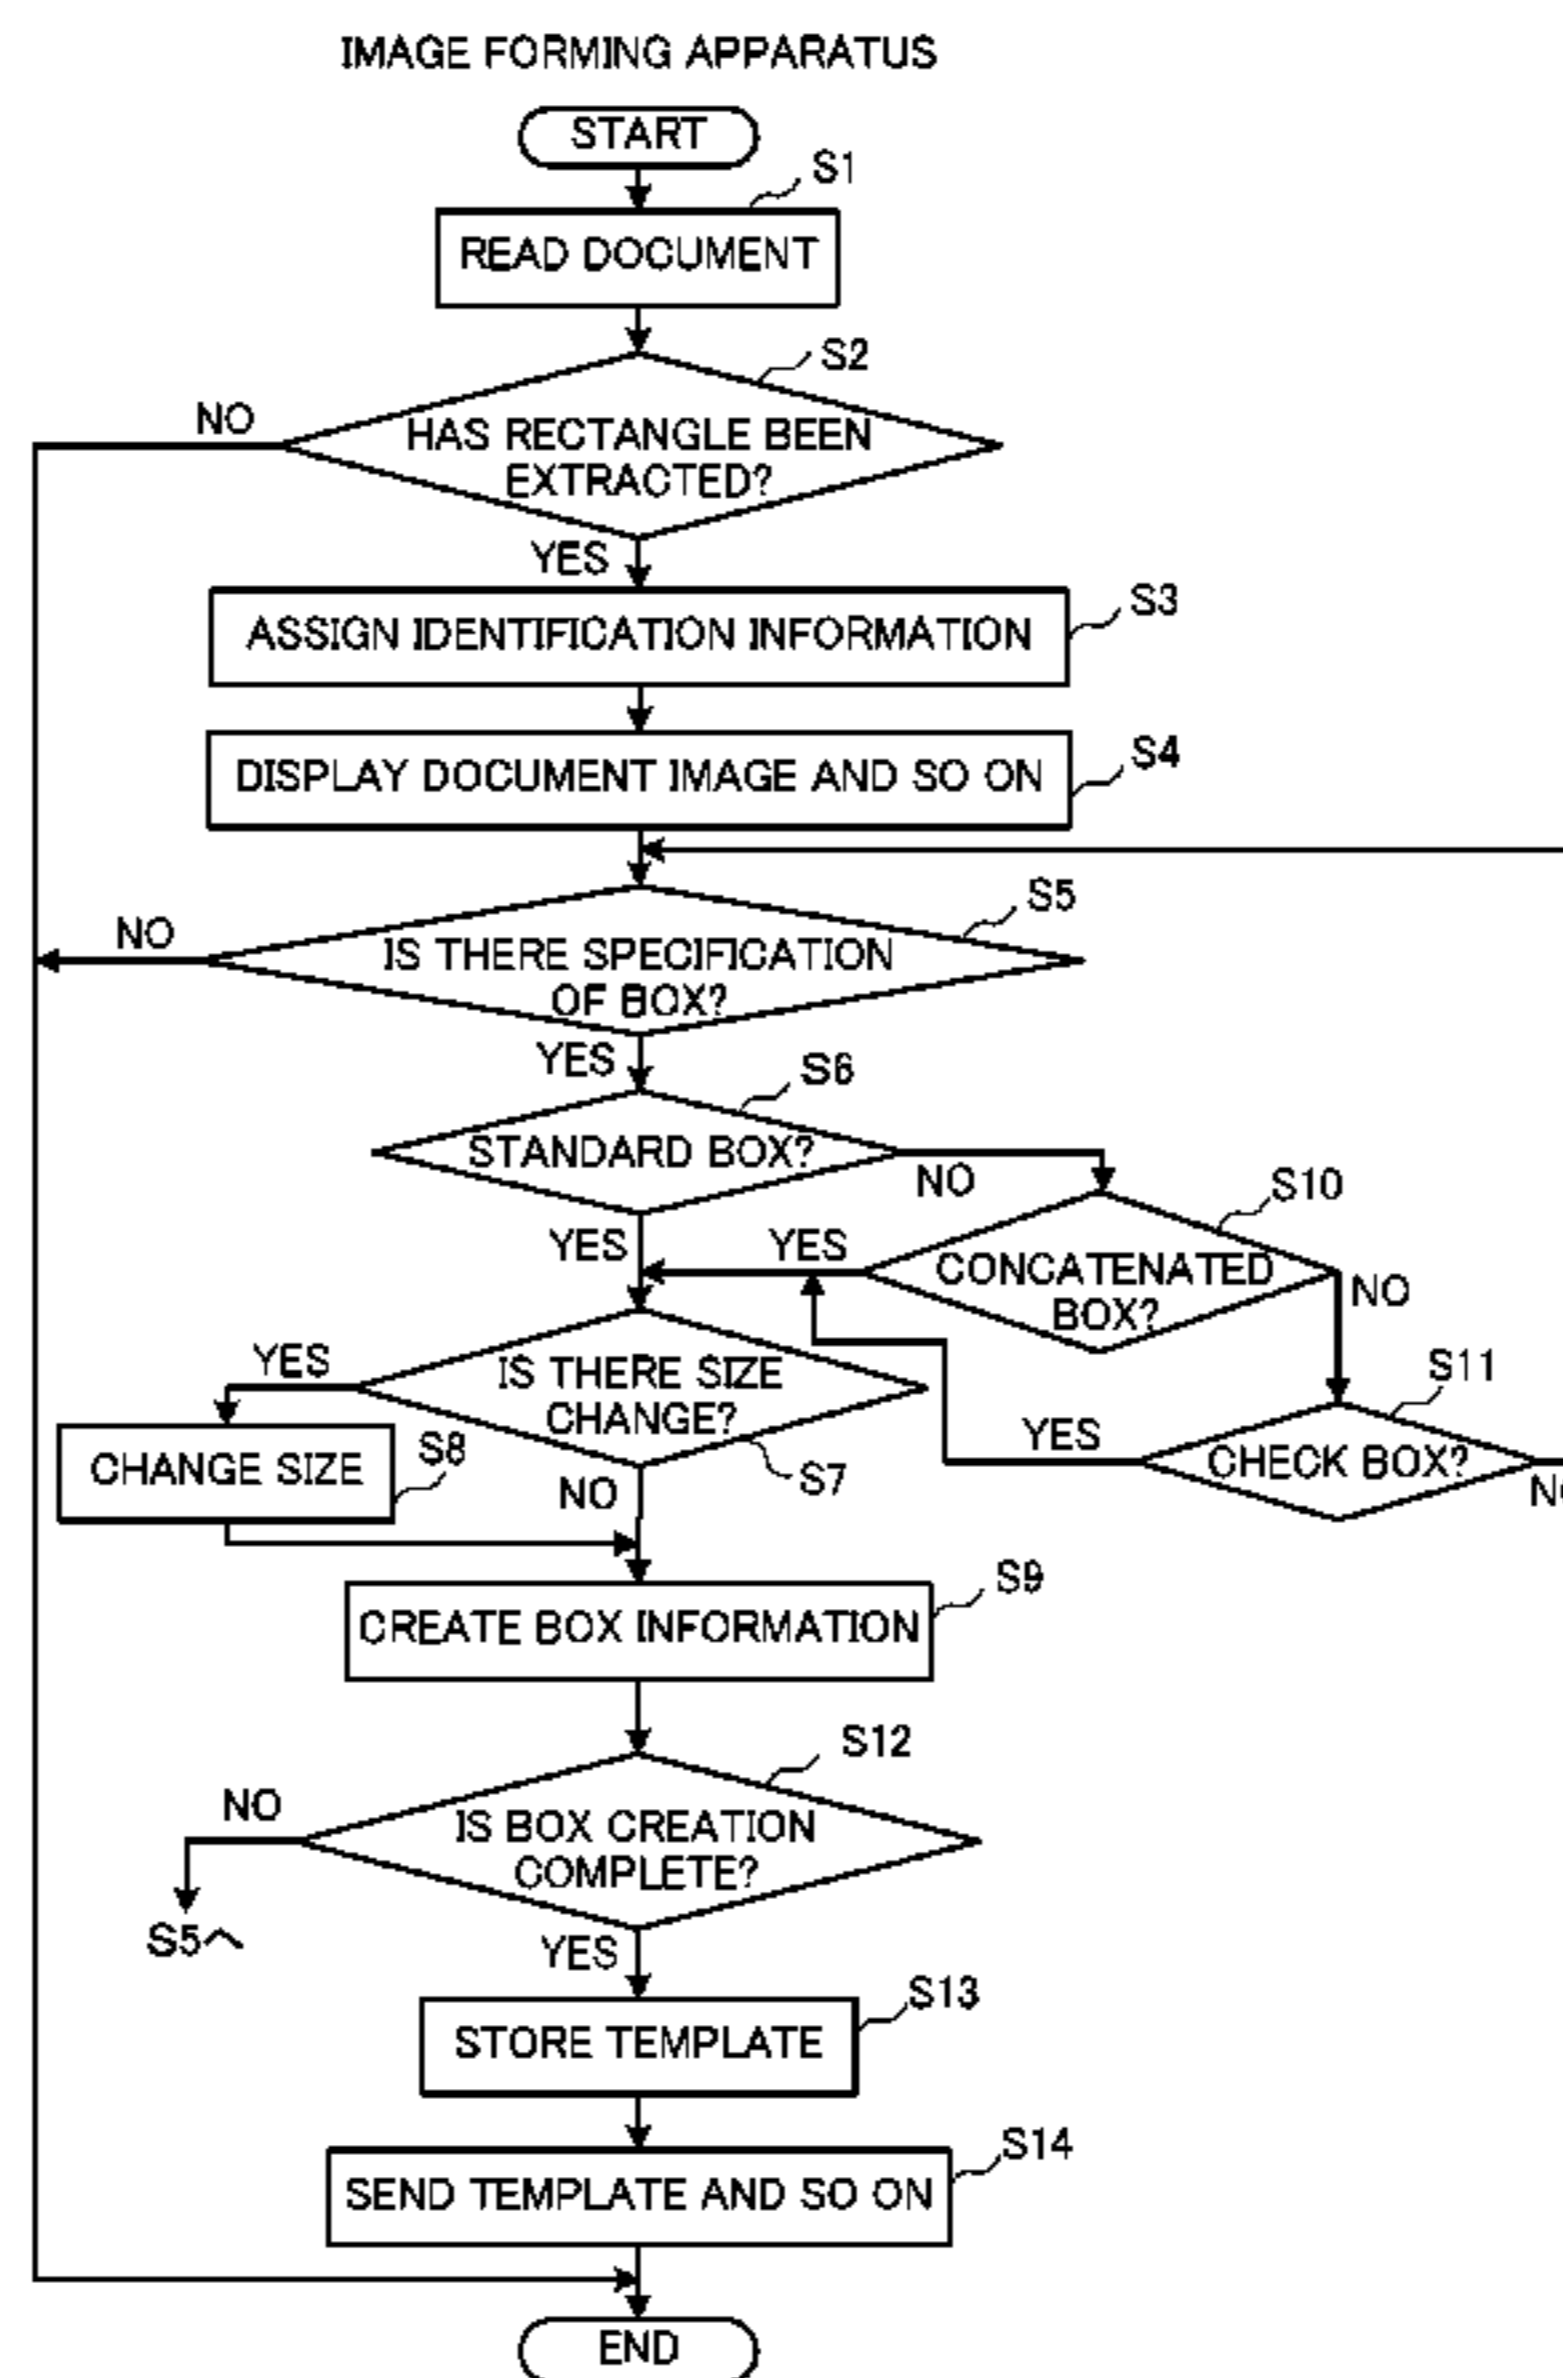 IMAGE FORMING APPARATUS
START
S1
READ DOCUMENT
S2
NO
HAS RECTANGLE BEEN
EXTRACTED?
YES
S3
ASSIGN IDENTIFICATION INFORMATION
S4
DISPLAY DOCUMENT IMAGE AND SO ON
S5
NO
IS THERE SPECIFICATION
OF BOX?
YES
S6
STANDARD BOX?
NO
S10
YES
YES
CONCATENATED
BOX?
NO
YES
IS THERE SIZE
CHANGE?
S11
YES
CHECK BOX?
S8
CHANGE SIZE
S7
NO
S9
CREATE BOX INFORMATION
S12
NO
IS BOX CREATION
COMPLETE?
S5へ
YES
S13
STORE TEMPLATE
S14
SEND TEMPLATE AND SO ON
END